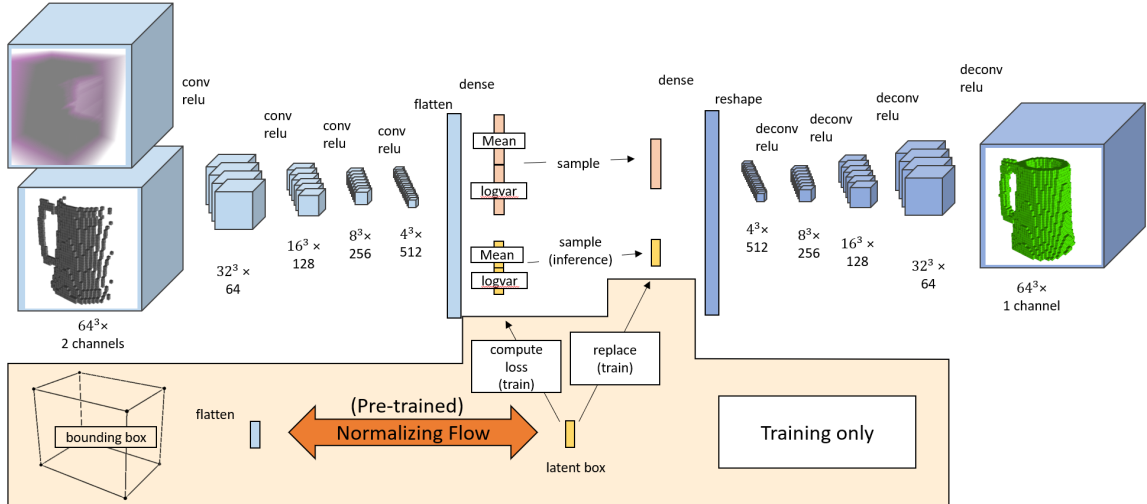 conv
relu
conv
relu
conv
relu
conv
relu
flatten
dense
Mean
logvar
sample
Mean
logvar
sample
(inference)
dense
reshape
deconv
relu
deconv
relu
deconv
relu
deconv
relu
64³×
2 channels
32³ ×
64
16³ ×
128
8³×
256
4³×
512
4³×
512
8³×
256
16³ ×
128
32³ ×
64
64³×
1 channel
compute
loss
(train)
replace
(train)
bounding box
flatten
(Pre-trained)
Normalizing Flow
latent box
Training only